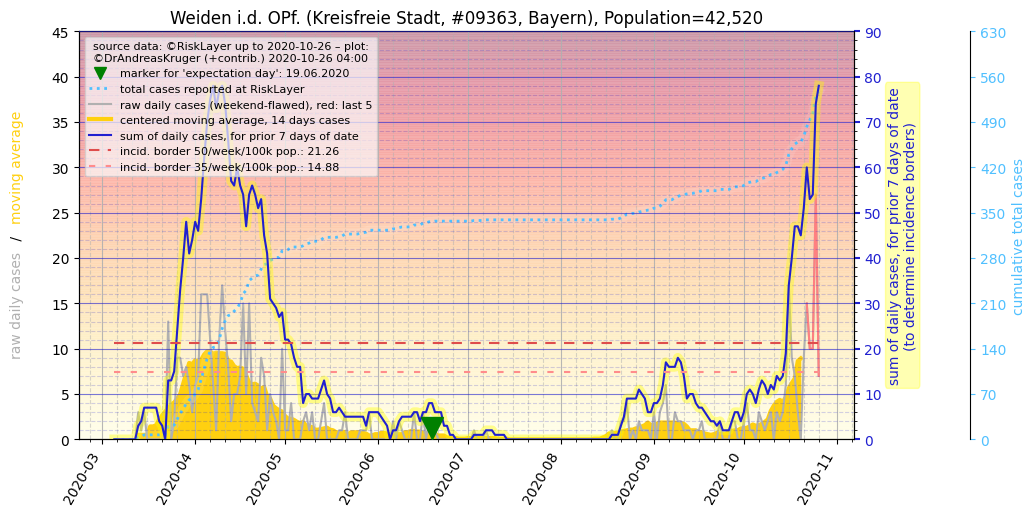 Weiden i.d. OPf. (Kreisfreie Stadt, #09363, Bayern), Population=42,520
source data: ©RiskLayer up to 2020-10-26 – plot:
©DrAndreasKruger (+contrib.) 2020-10-26 04:00
marker for 'expectation day': 19.06.2020
total cases reported at RiskLayer
raw daily cases (weekend-flawed), red: last 5
centered moving average, 14 days cases
sum of daily cases, for prior 7 days of date
incid. border 50/week/100k pop.: 21.26
incid. border 35/week/100k pop.: 14.88
raw daily cases / moving average
45
40
35
30
25
20
15
10
5
0
90
80
70
60
50
40
30
20
10
0
sum of daily cases, for prior 7 days of date
(to determine incidence borders)
630
560
490
420
350
280
210
140
70
0
cumulative total cases
2020-03
2020-04
2020-05
2020-06
2020-07
2020-08
2020-09
2020-10
2020-11